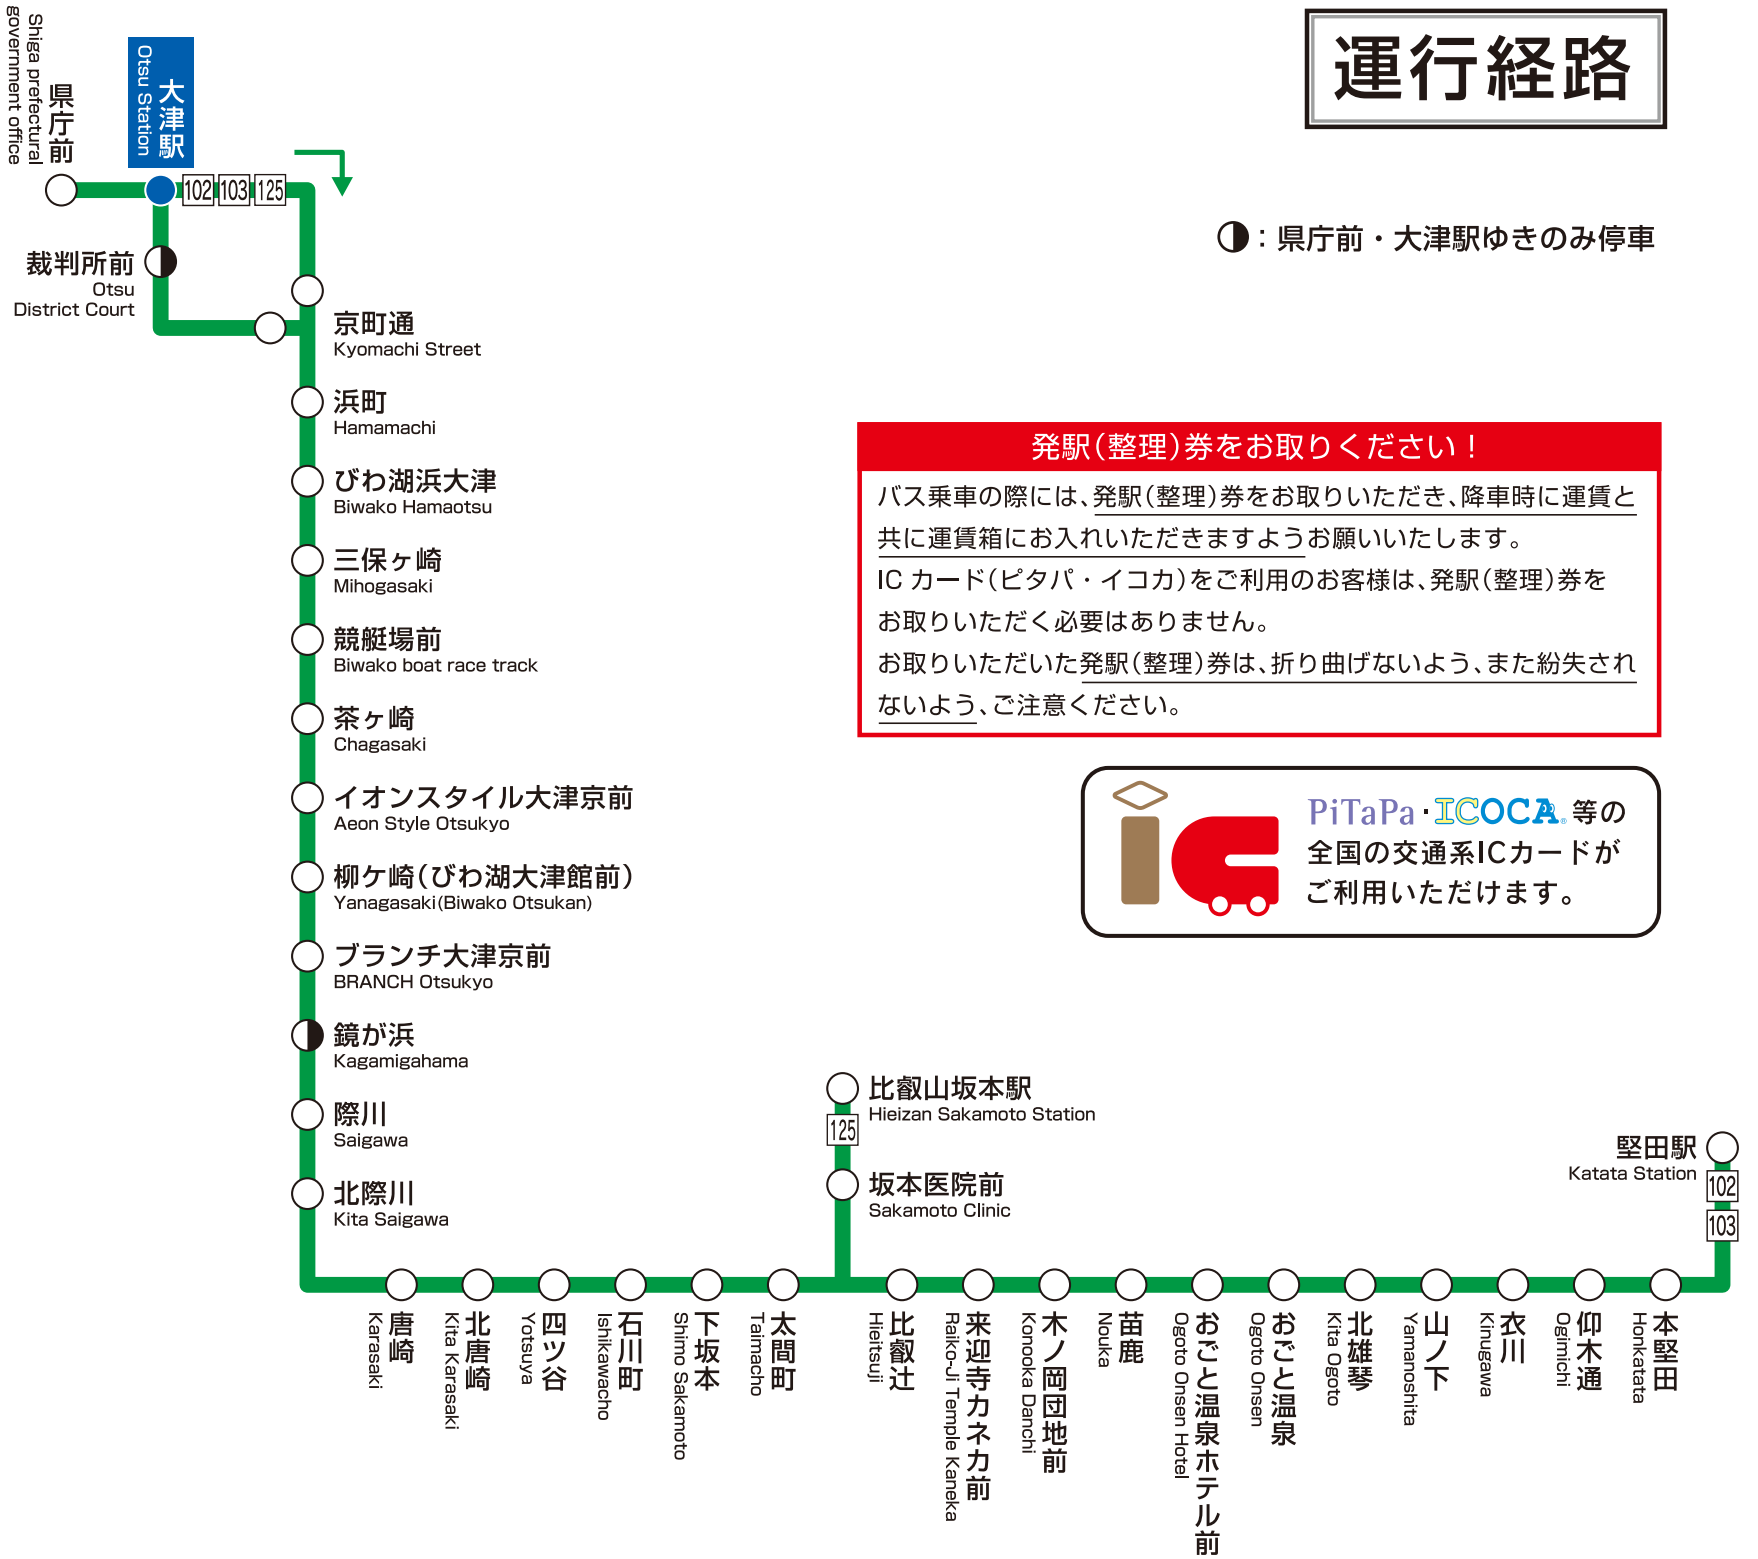 運行経路
県庁前
Shiga prefectural
government office
大津駅
Otsu Station
102 103 125
裁判所前
Otsu
District Court
：県庁前・大津駅ゆきのみ停車
京町通
Kyomachi Street
浜町
Hamamachi
びわ湖浜大津
Biwako Hamaotsu
三保ヶ崎
Mihogasaki
競艇場前
Biwako boat race track
茶ヶ崎
Chagasaki
イオンスタイル大津京前
Aeon Style Otsukyo
柳ケ崎（びわ湖大津館前）
Yanagasaki(Biwako Otsukan)
ブランチ大津京前
BRANCH Otsukyo
鏡が浜
Kagamigahama
際川
Saigawa
北際川
Kita Saigawa
発駅（整理）券をお取りください！
バス乗車の際には、発駅（整理）券をお取りいただき、降車時に運賃と
共に運賃箱にお入れいただきますようお願いいたします。
IC カード（ピタパ・イコカ）をご利用のお客様は、発駅（整理）券を
お取りいただく必要はありません。
お取りいただいた発駅（整理）券は、折り曲げないよう、また紛失され
ないよう、ご注意ください。
ic
PiTaPa・ICOCA®等の
全国の交通系ICカードが
ご利用いただけます。
比叡山坂本駅
Hieizan Sakamoto Station
125
坂本医院前
Sakamoto Clinic
堅田駅
Katata Station
102
103
唐崎
Karasaki
北唐崎
Kita Karasaki
四ツ谷
Yotsuya
石川町
Ishikawacho
下坂本
Shimo Sakamoto
太間町
Taimacho
比叡辻
Hieitsuji
来迎寺カネカ前
Raiko-Ji Temple Kaneka
木ノ岡団地前
Konooka Danchi
苗鹿
Nouka
おごと温泉ホテル前
Ogoto Onsen Hotel
おごと温泉
Ogoto Onsen
北雄琴
Kita Ogoto
山ノ下
Yamanoshita
衣川
Kinugawa
仰木通
Ogimichi
本堅田
Honkatata